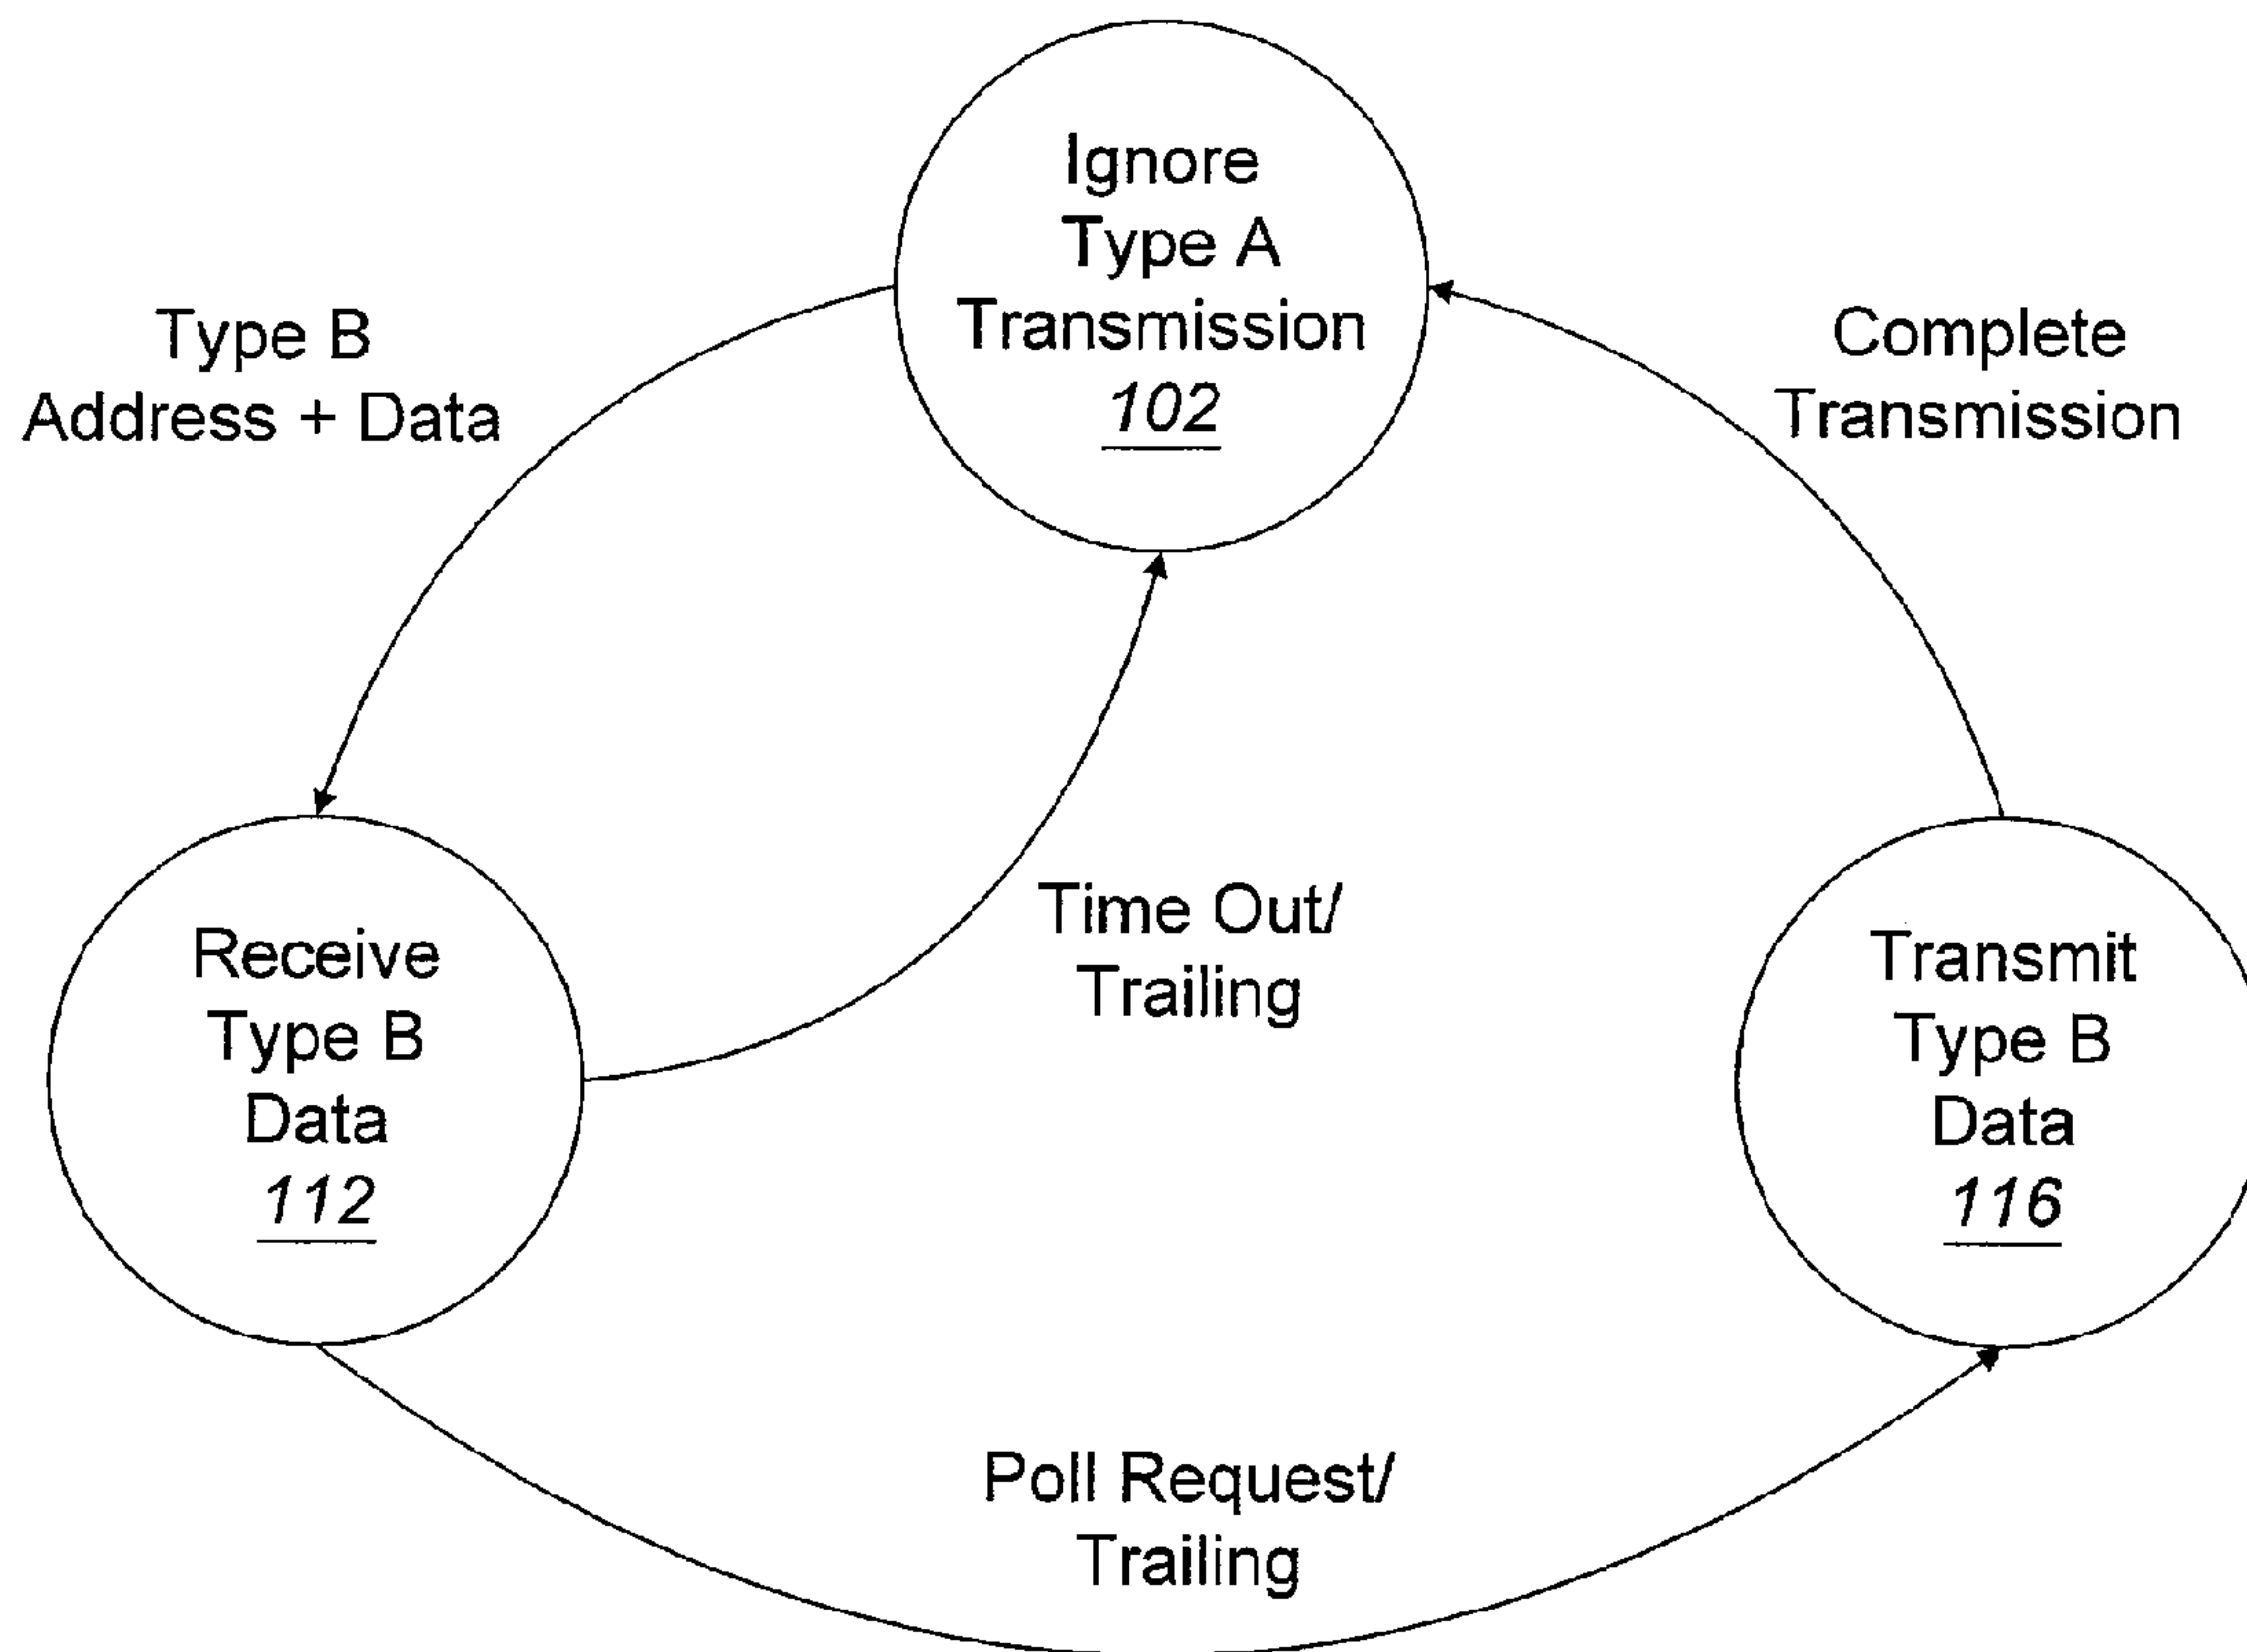 Ignore
Type A
Transmission
102
Type B
Address + Data
Complete
Transmission
Time Out/
Trailing
Receive
Type B
Data
112
Transmit
Type B
Data
116
Poll Request/
Trailing